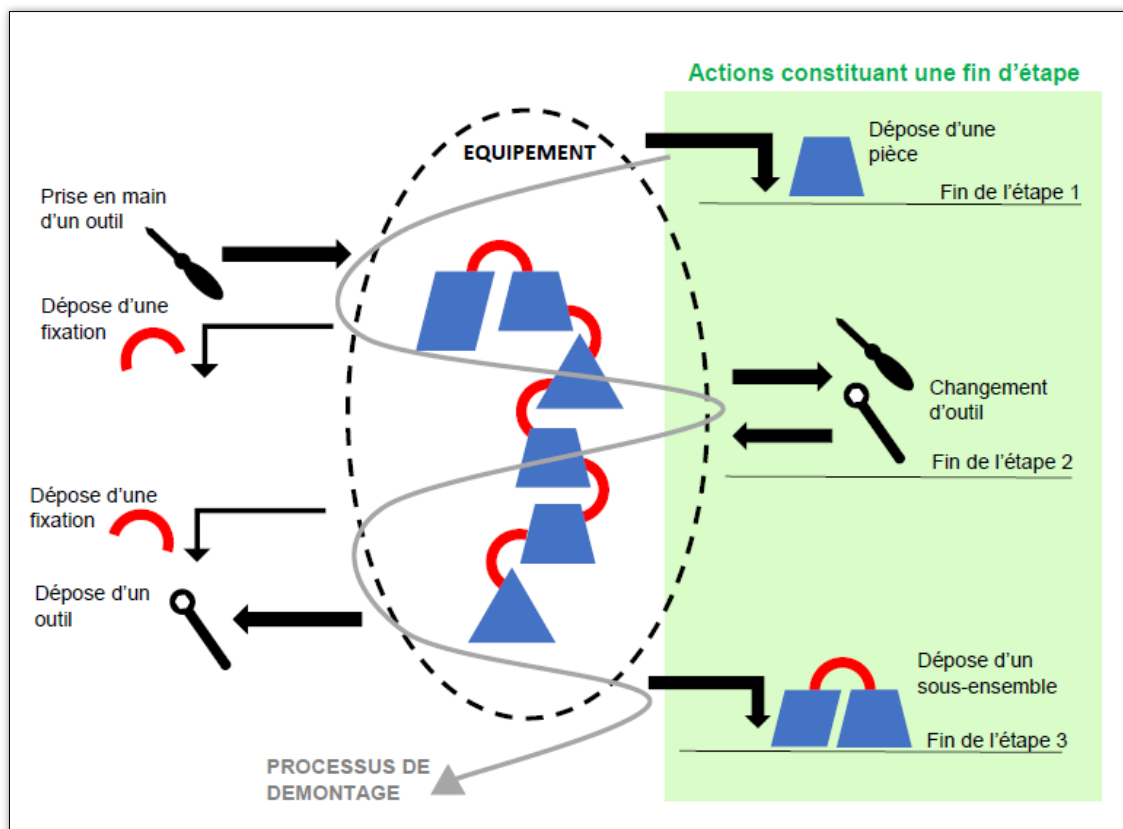 Actions constituant une fin d'étape
EQUIPEMENT
Dépose d'une
pièce
Fin de l'étape 1
Prise en main
d'un outil
Dépose d'une
fixation
Changement
d'outil
Fin de l'étape 2
Dépose d'une
fixation
Dépose d'un
outil
Dépose d'un
sous-ensemble
Fin de l'étape 3
PROCESSUS DE
DEMONTAGE